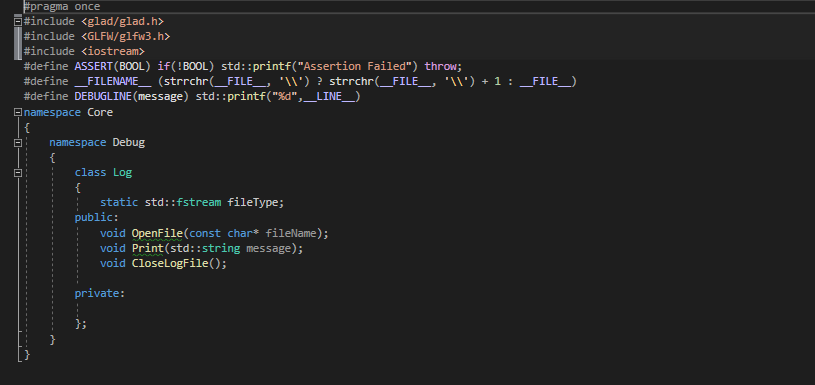 #pragma once
#include <glad/glad.h>
#include <GLFW/glfw3.h>
#include <iostream>
#define ASSERT(BOOL) if(!BOOL) std::printf("Assertion Failed") throw;
#define __FILENAME__ (strrchr(__FILE__, '\\') ? strrchr(__FILE__, '\\') + 1 : __FILE__)
#define DEBUGLINE(message) std::printf("%d",__LINE__)
namespace Core
{
    namespace Debug
    {
        class Log
        {
            static std::fstream fileType;
        public:
            void OpenFile(const char* fileName);
            void Print(std::string message);
            void CloseLogFile();

        private:

        };
    }
}